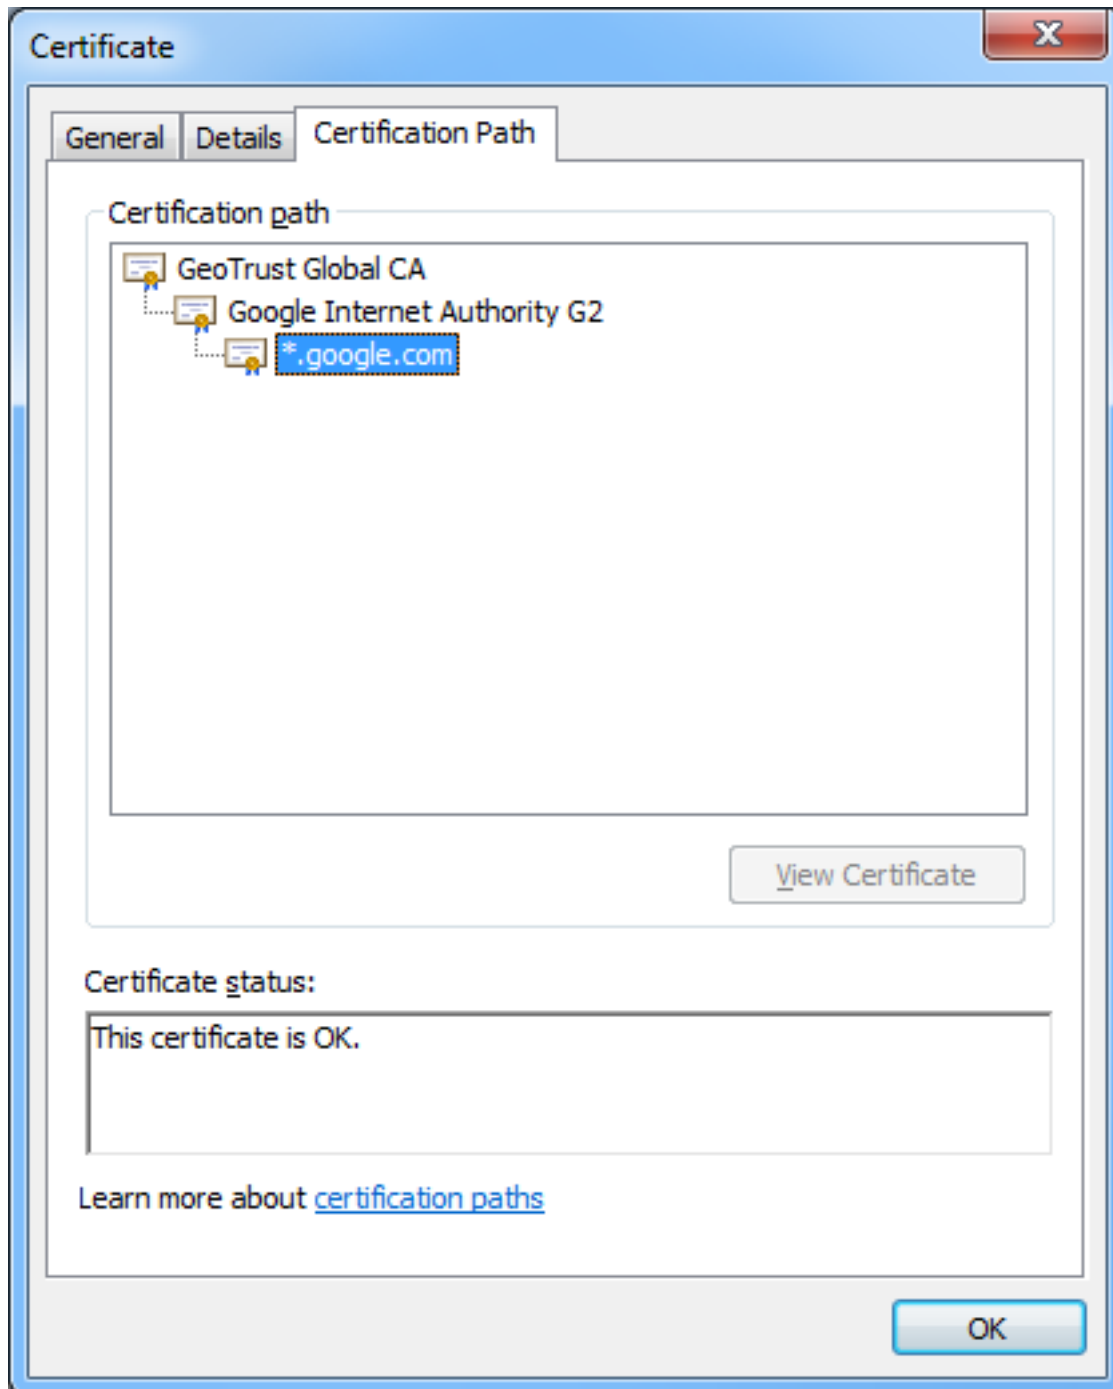 Certificate
General Details Certification Path
Certification path
GeoTrust Global CA
Google Internet Authority G2
*.google.com
View Certificate
Certificate status:
This certificate is OK.
Learn more about certification paths
OK